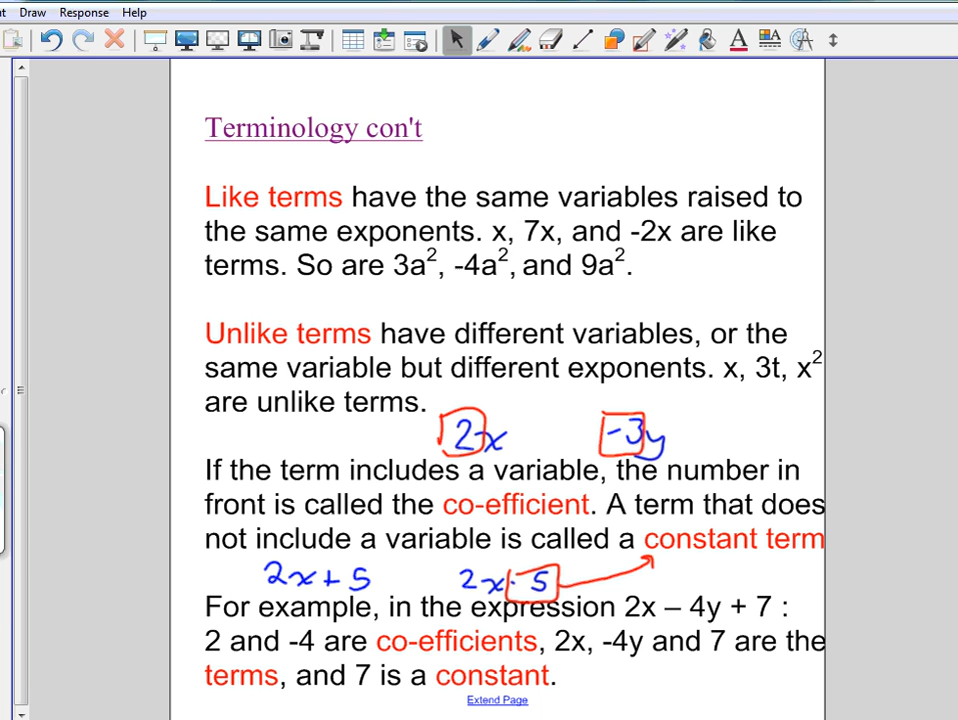 Draw Response Help
Terminology con't
Like terms have the same variables raised to
the same exponents. x, 7x, and -2x are like
terms. So are 3a², -4a², and 9a².
Unlike terms have different variables, or the
same variable but different exponents. x, 3t, x²
are unlike terms.
2x -3y
If the term includes a variable, the number in
front is called the co-efficient. A term that does
not include a variable is called a constant term
2x + 5 2x - 5
For example, in the expression 2x – 4y + 7 :
2 and -4 are co-efficients, 2x, -4y and 7 are the
terms, and 7 is a constant.
Extend Page